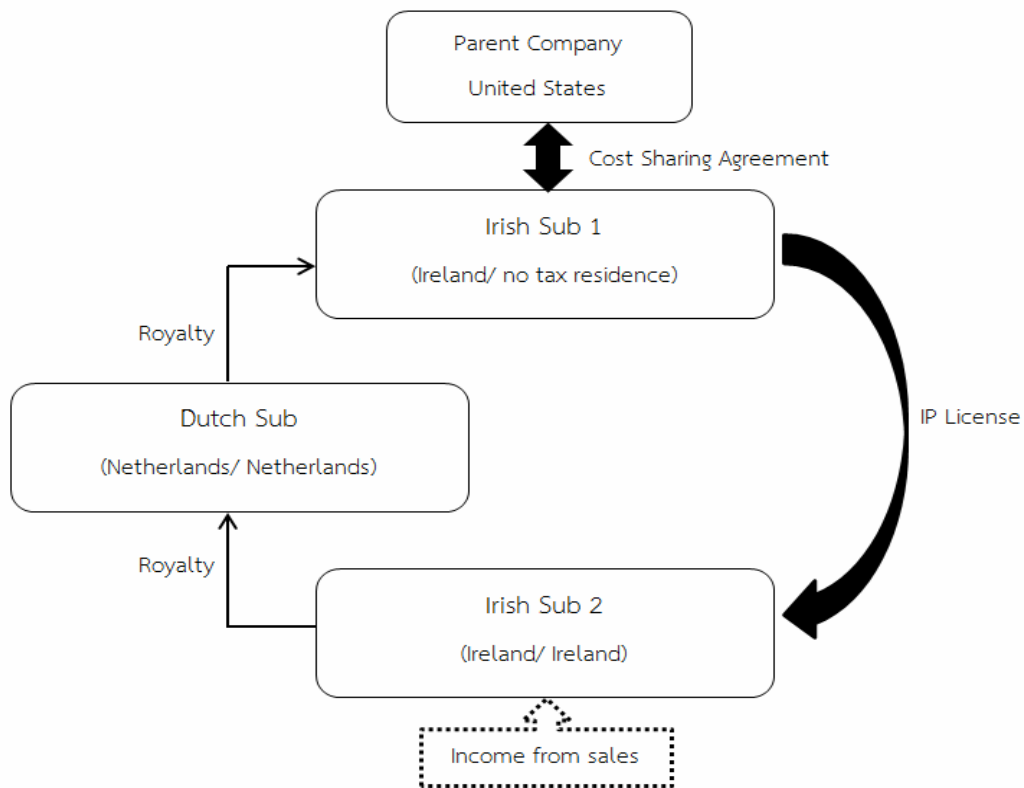 Parent Company
United States
Cost Sharing Agreement
Irish Sub 1
(Ireland/ no tax residence)
Royalty
Dutch Sub
(Netherlands/ Netherlands)
IP License
Royalty
Irish Sub 2
(Ireland/ Ireland)
Income from sales